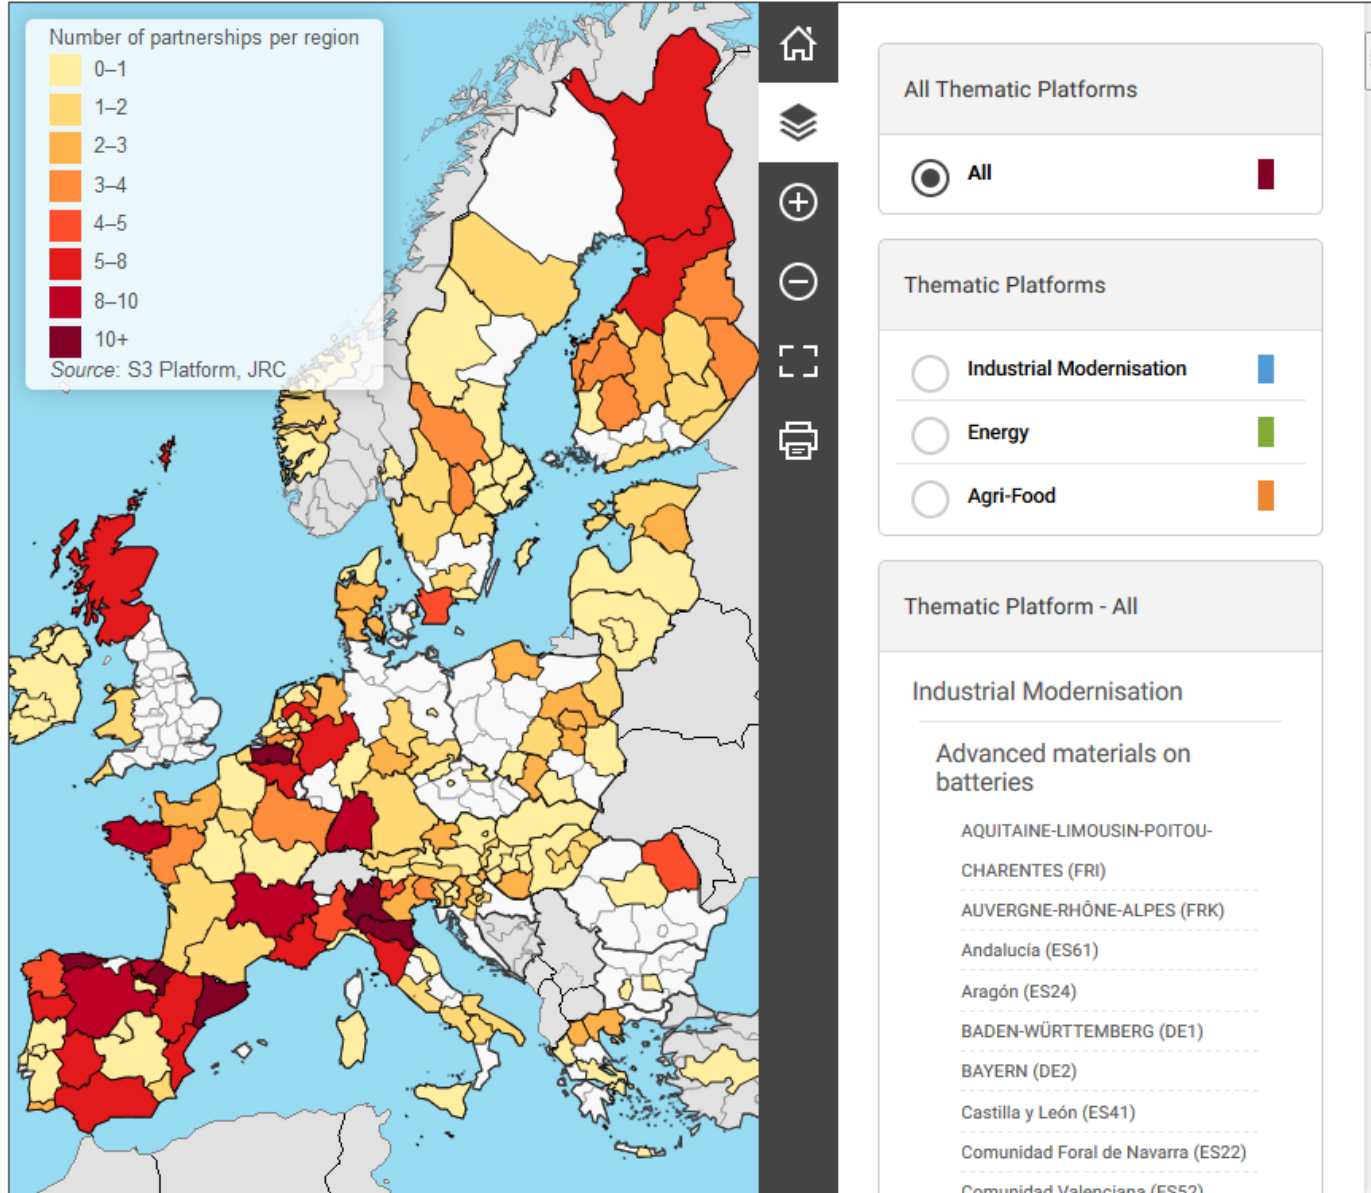 Number of partnerships per region
0–1
1–2
2–3
3–4
4–5
5–8
8–10
10+
Source: S3 Platform, JRC
All Thematic Platforms
All
Thematic Platforms
Industrial Modernisation
Energy
Agri-Food
Thematic Platform - All
Industrial Modernisation
Advanced materials on
batteries
AQUITAINE-LIMOUSIN-POITOU-
CHARENTES (FRI)
AUVERGNE-RHÔNE-ALPES (FRK)
Andalucía (ES61)
Aragón (ES24)
BADEN-WÜRTTEMBERG (DE1)
BAYERN (DE2)
Castilla y León (ES41)
Comunidad Foral de Navarra (ES22)
Comunidad Valenciana (ES52)